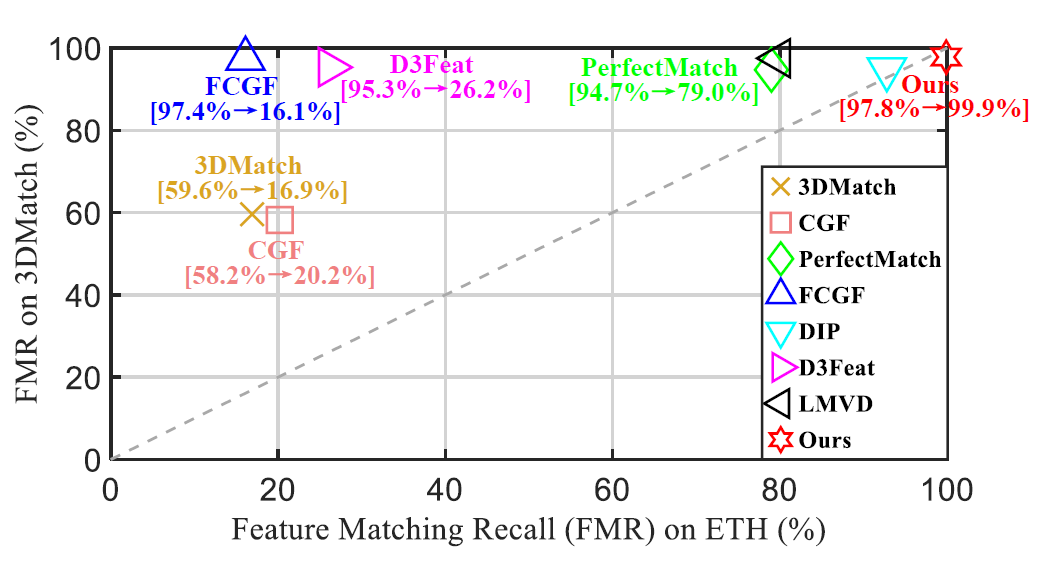 FMR on 3DMatch (%)
100
80
60
40
20
0
FCGF
[97.4%→16.1%]
D3Feat
[95.3%→26.2%]
PerfectMatch
[94.7%→79.0%]
Ours
[97.8%→99.9%]
3DMatch
[59.6%→16.9%]
CGF
[58.2%→20.2%]
3DMatch
CGF
PerfectMatch
FCGF
DIP
D3Feat
LMVD
Ours
0 20 40 60 80 100
Feature Matching Recall (FMR) on ETH (%)